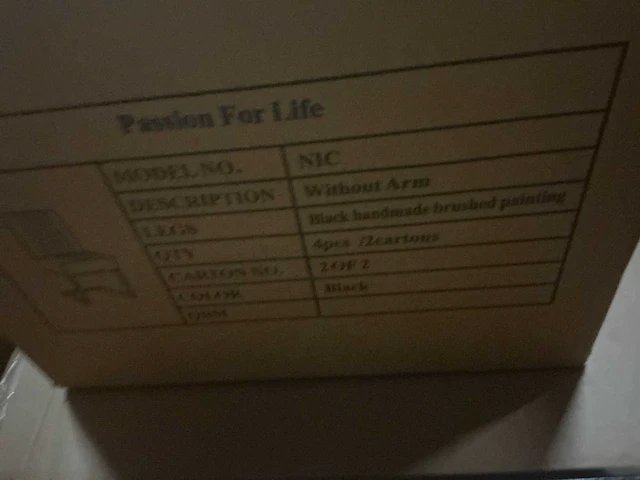 Passion For Life
MODEL NO. NIC
DESCRIPTION Without Arm
LEGS Black handmade brushed painting
QTY 4pcs /2cartons
CARTON NO. 2 OF 2
COLOR Black